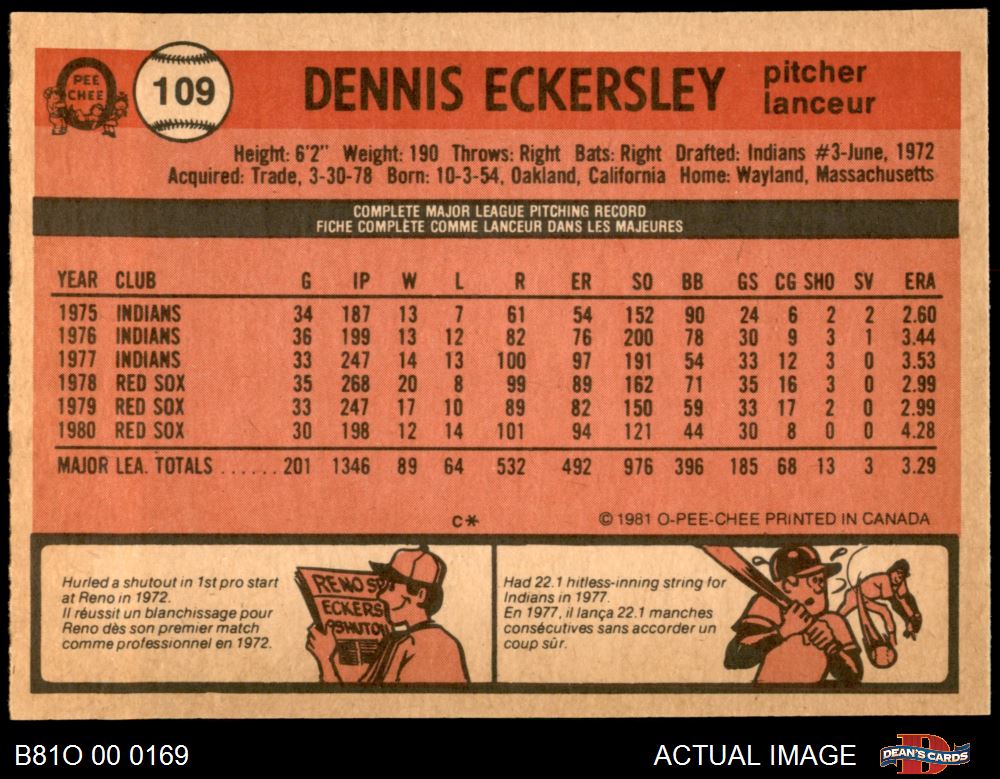 PEE
CHEE
109
DENNIS ECKERSLEY
pitcher
lanceur
Height: 6'2" Weight: 190 Throws: Right Bats: Right Drafted: Indians #3-June, 1972
Acquired: Trade, 3-30-78 Born: 10-3-54, Oakland, California Home: Wayland, Massachusetts
COMPLETE MAJOR LEAGUE PITCHING RECORD
FICHE COMPLÈTE COMME LANCEUR DANS LES MAJEURES
YEAR CLUB G IP W L R ER SO BB GS CG SHO SV ERA
1975 INDIANS 34 187 13 7 61 54 152 90 24 6 2 2 2.60
1976 INDIANS 36 199 13 12 82 76 200 78 30 9 3 1 3.44
1977 INDIANS 33 247 14 13 100 97 191 54 33 12 3 0 3.53
1978 RED SOX 35 268 20 8 99 89 162 71 35 16 3 0 2.99
1979 RED SOX 33 247 17 10 89 82 150 59 33 17 2 0 2.99
1980 RED SOX 30 198 12 14 101 94 121 44 30 8 0 0 4.28
MAJOR LEA. TOTALS ...... 201 1346 89 64 532 492 976 396 185 68 13 3 3.29
C* © 1981 O-PEE-CHEE PRINTED IN CANADA
Hurled a shutout in 1st pro start
at Reno in 1972.
Il réussit un blanchissage pour
Reno dès son premier match
comme professionnel en 1972.
RENO S
ECKERS
Had 22.1 hitless-inning string for
Indians in 1977.
En 1977, il lança 22.1 manches
consécutives sans accorder un
coup sûr.
B81O 00 0169
ACTUAL IMAGE
DEAN'S CARDS